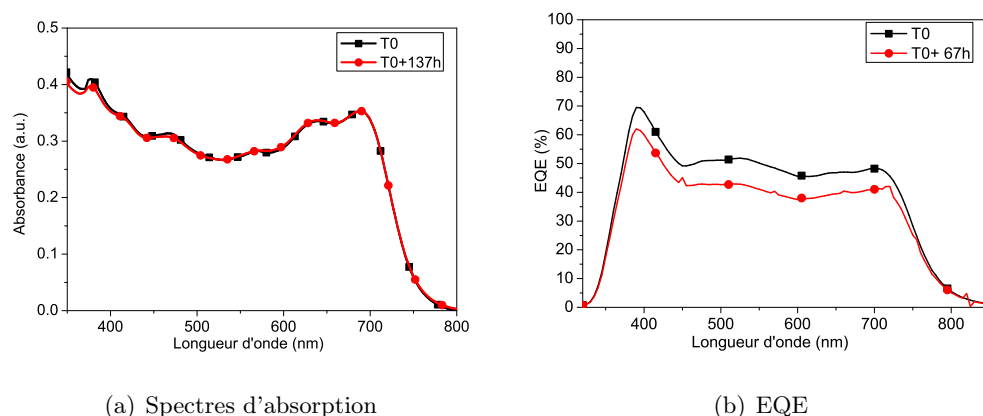 0.5
0.4
0.3
0.2
0.1
0.0
Absorbance (a.u.)
T0
T0+137h
400
500
600
700
800
Longueur d'onde (nm)
(a) Spectres d'absorption
100
90
80
70
60
50
40
30
20
10
0
EQE (%)
T0
T0+ 67h
400
500
600
700
800
Longueur d'onde (nm)
(b) EQE